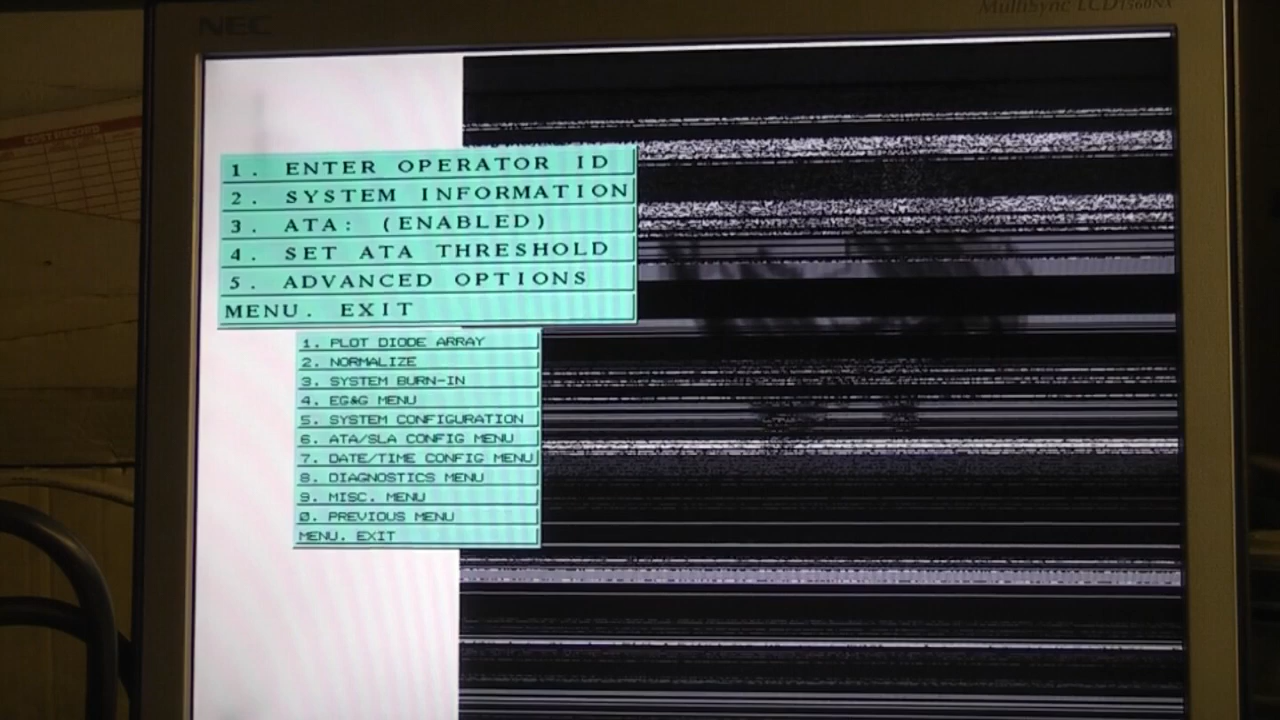 NEC
MultiSync LCD1560NX
COST RECORD
1. ENTER OPERATOR ID
2. SYSTEM INFORMATION
3. ATA: (ENABLED)
4. SET ATA THRESHOLD
5. ADVANCED OPTIONS
MENU. EXIT
1. PLOT DIODE ARRAY
2. NORMALIZE
3. SYSTEM BURN-IN
4. EG&G MENU
5. SYSTEM CONFIGURATION
6. ATA/SLA CONFIG MENU
7. DATE/TIME CONFIG MENU
8. DIAGNOSTICS MENU
9. MISC. MENU
0. PREVIOUS MENU
MENU. EXIT